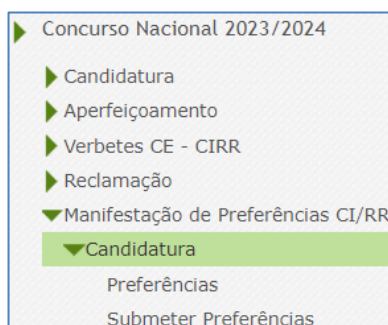 Concurso Nacional 2023/2024
Candidatura
Aperfeiçoamento
Verbetes CE - CIRR
Reclamação
Manifestação de Preferências CI/RR
Candidatura
Preferências
Submeter Preferências